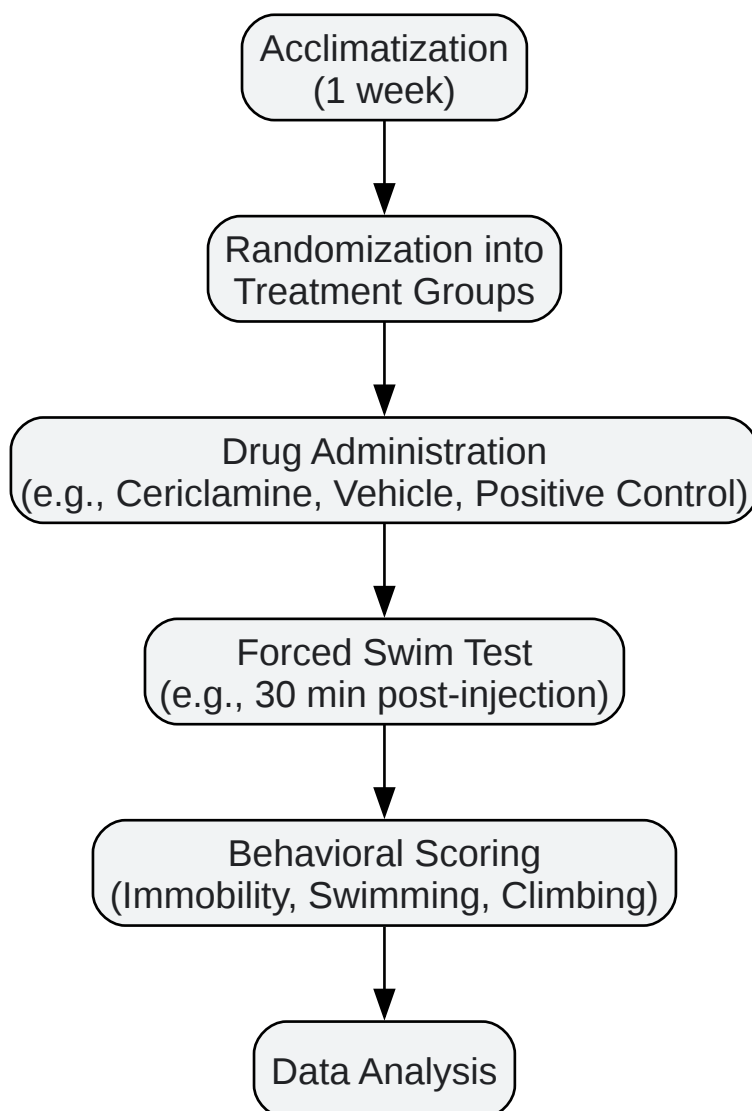 Acclimatization
(1 week)
Randomization into
Treatment Groups
Drug Administration
(e.g., Cericlamine, Vehicle, Positive Control)
Forced Swim Test
(e.g., 30 min post-injection)
Behavioral Scoring
(Immobility, Swimming, Climbing)
Data Analysis